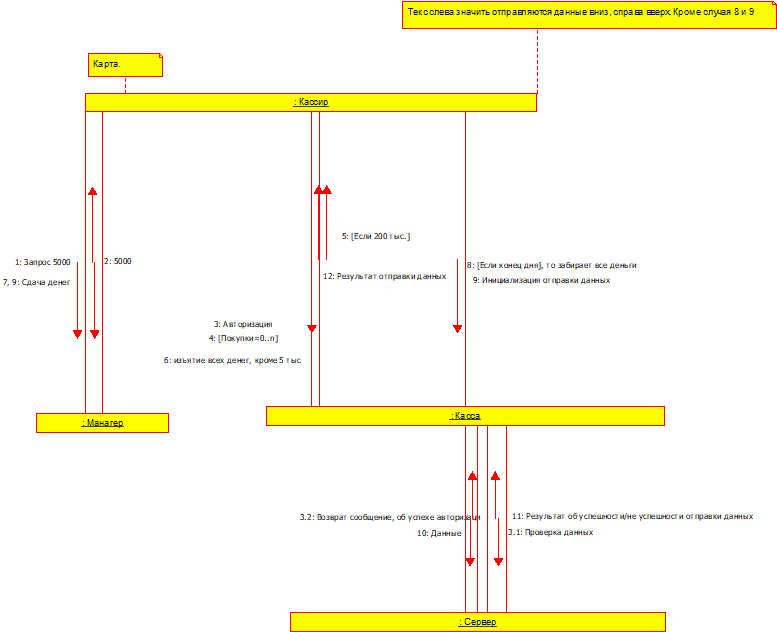 Текс слева значить отправляются данные вниз, справа вверх. Кроме случая 8 и 9
Карта.
: Кассир
5: [Если 200 тыс.]
1: Запрос 5000
2: 5000
8: [Если конец дня], то забирает все деньги
12: Результат отправки данных
7, 9: Сдача денег
9: Инициализация отправки данных
3: Авторизация
4: [Покупки=0..n]
6: изъятие всех денег, кроме 5 тыс
: Касса
: Манагер
3.2: Возврат сообщение, об успехе авторизаци
11: Результат об успешности/не успешности отправки данных
10: Данные
3.1: Проверка данных
: Сервер